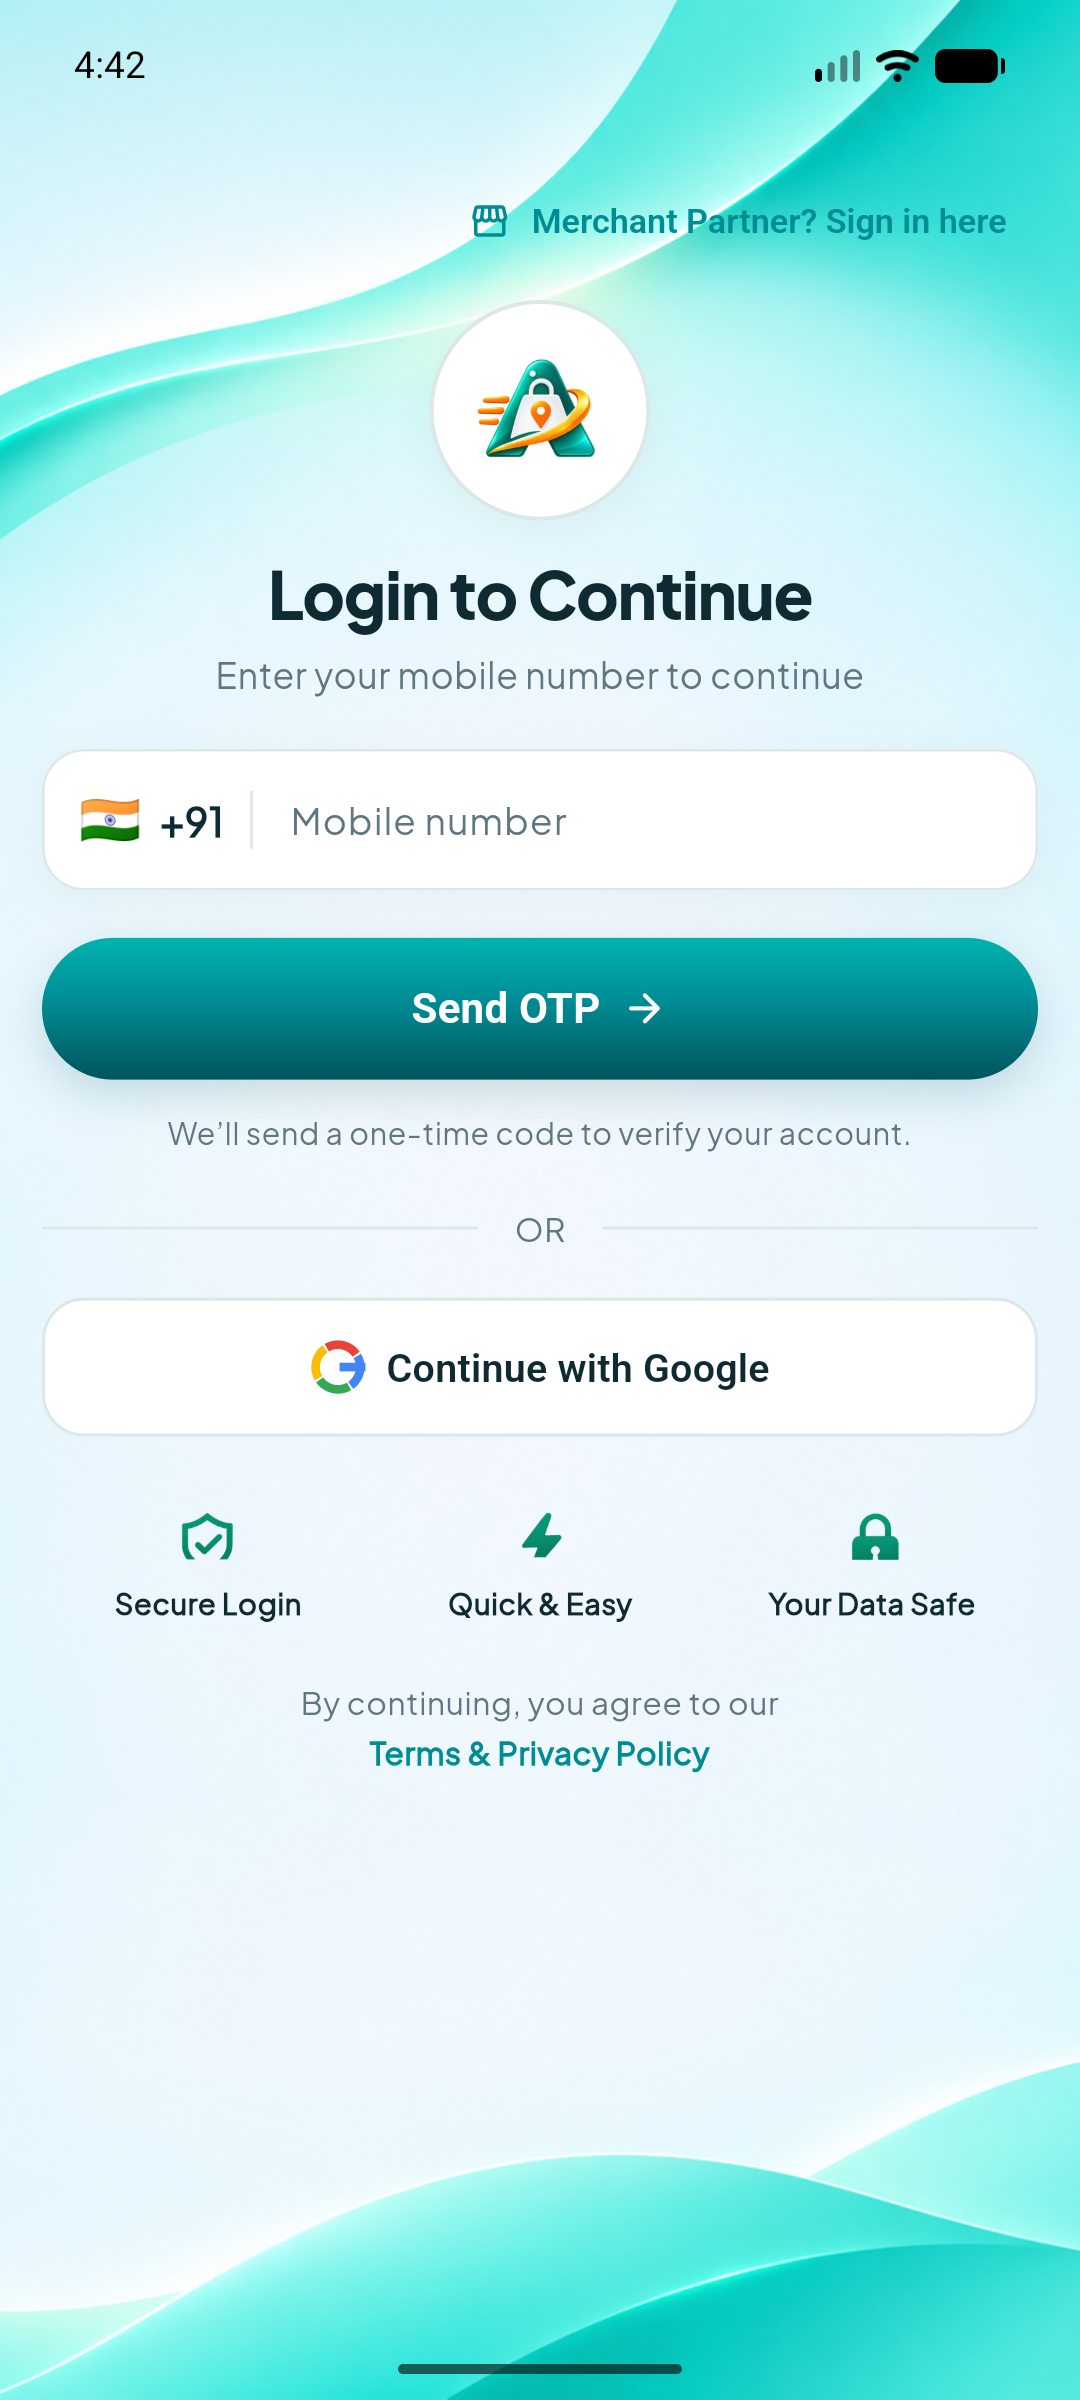 4:42
Merchant Partner? Sign in here
Login to Continue
Enter your mobile number to continue
+91 Mobile number
Send OTP →
We’ll send a one-time code to verify your account.
OR
Continue with Google
Secure Login Quick & Easy Your Data Safe
By continuing, you agree to our
Terms & Privacy Policy